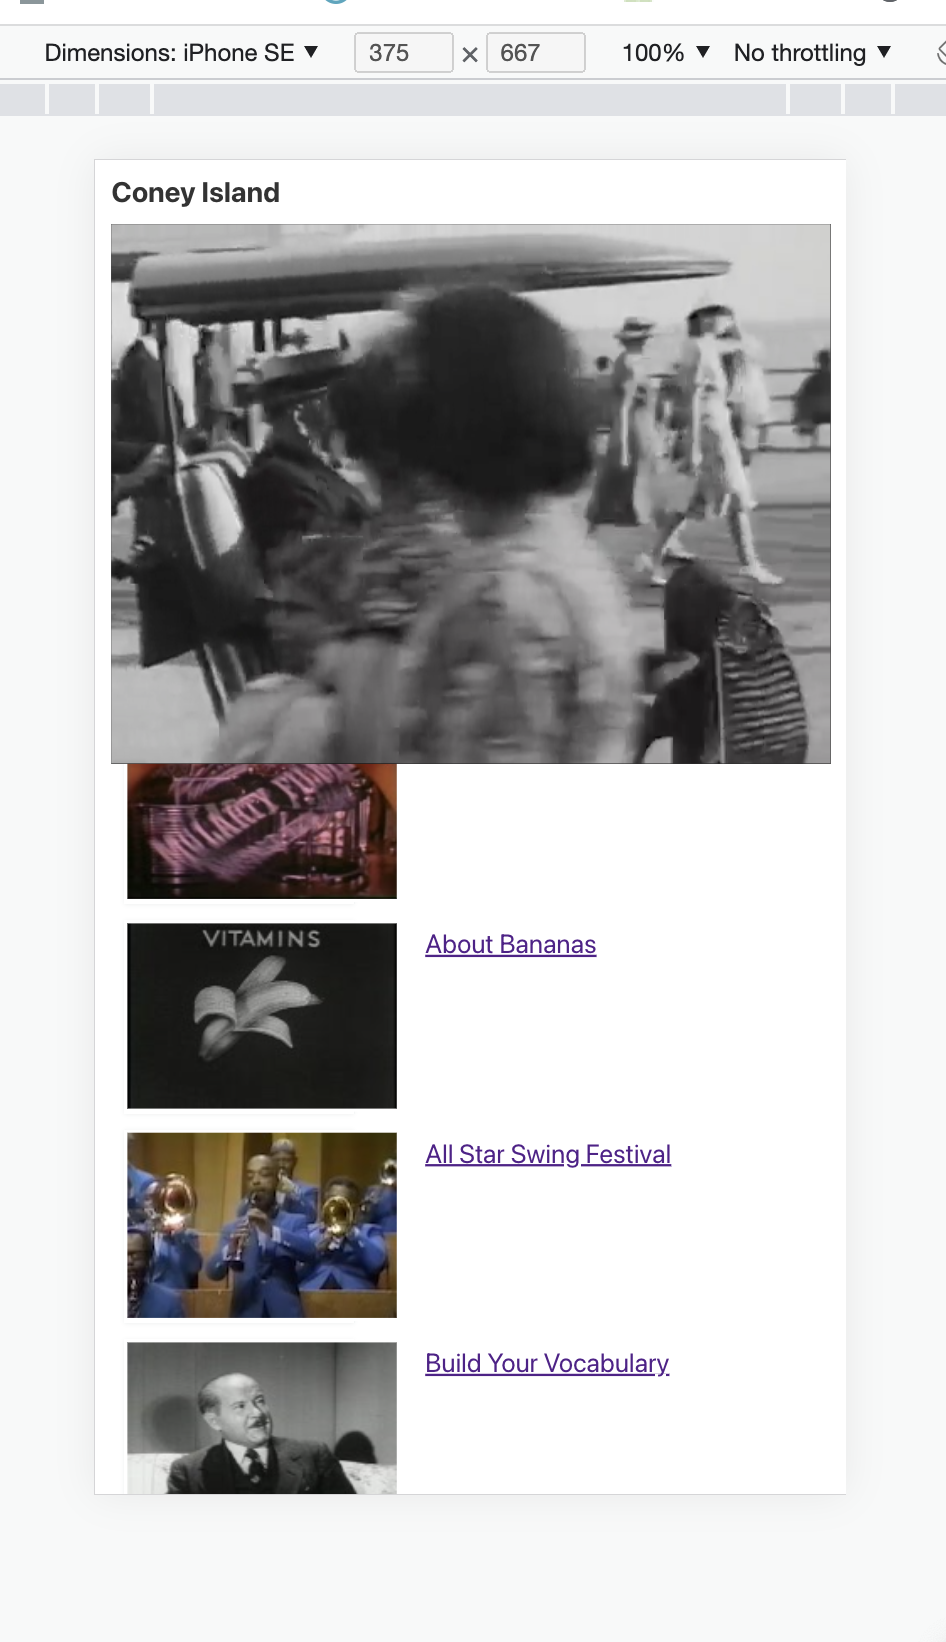 Dimensions: iPhone SE ▼ 375 × 667 100% ▼ No throttling ▼
Coney Island
VITAMINS
About Bananas
All Star Swing Festival
Build Your Vocabulary